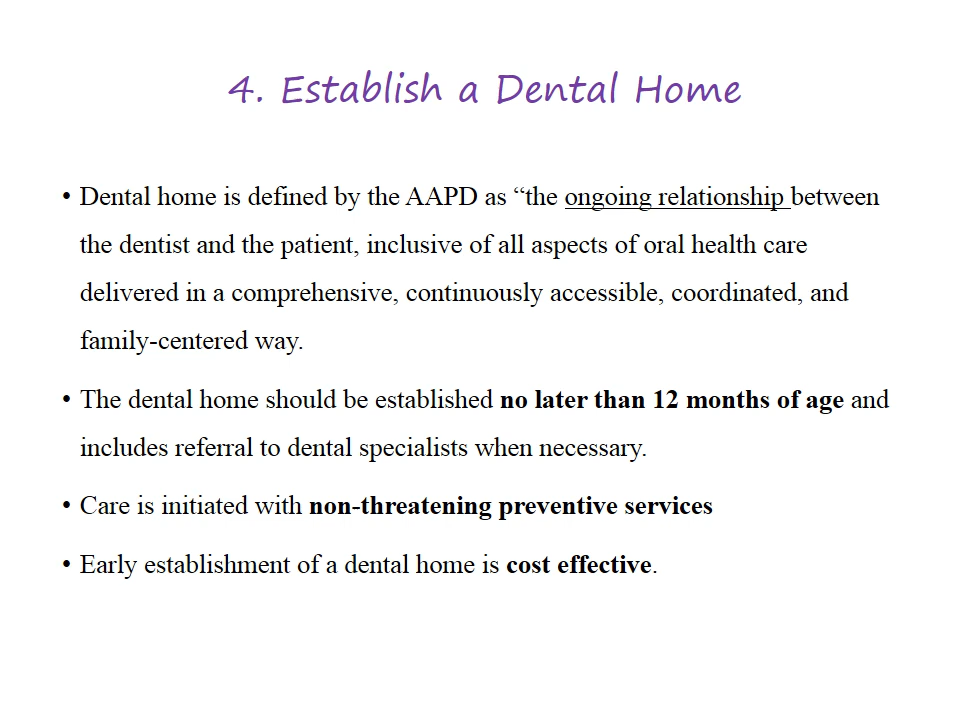 4. Establish a Dental Home
• Dental home is defined by the AAPD as “the ongoing relationship between
the dentist and the patient, inclusive of all aspects of oral health care
delivered in a comprehensive, continuously accessible, coordinated, and
family-centered way.
• The dental home should be established no later than 12 months of age and
includes referral to dental specialists when necessary.
• Care is initiated with non-threatening preventive services
• Early establishment of a dental home is cost effective.